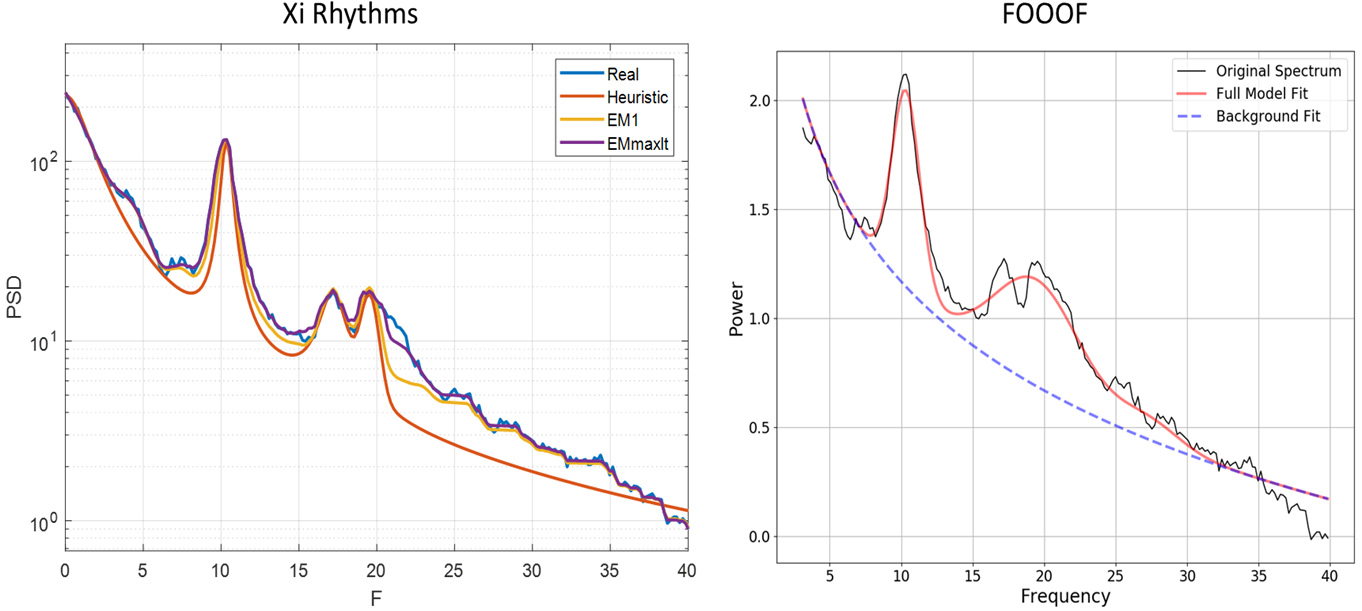 Xi Rhythms
FOOOF
Real
Heuristic
EM1
EMmaxIt
10²
10¹
10⁰
PSD
0 5 10 15 20 25 30 35 40
F
Original Spectrum
Full Model Fit
Background Fit
2.0
1.5
1.0
0.5
0.0
Power
5 10 15 20 25 30 35 40
Frequency